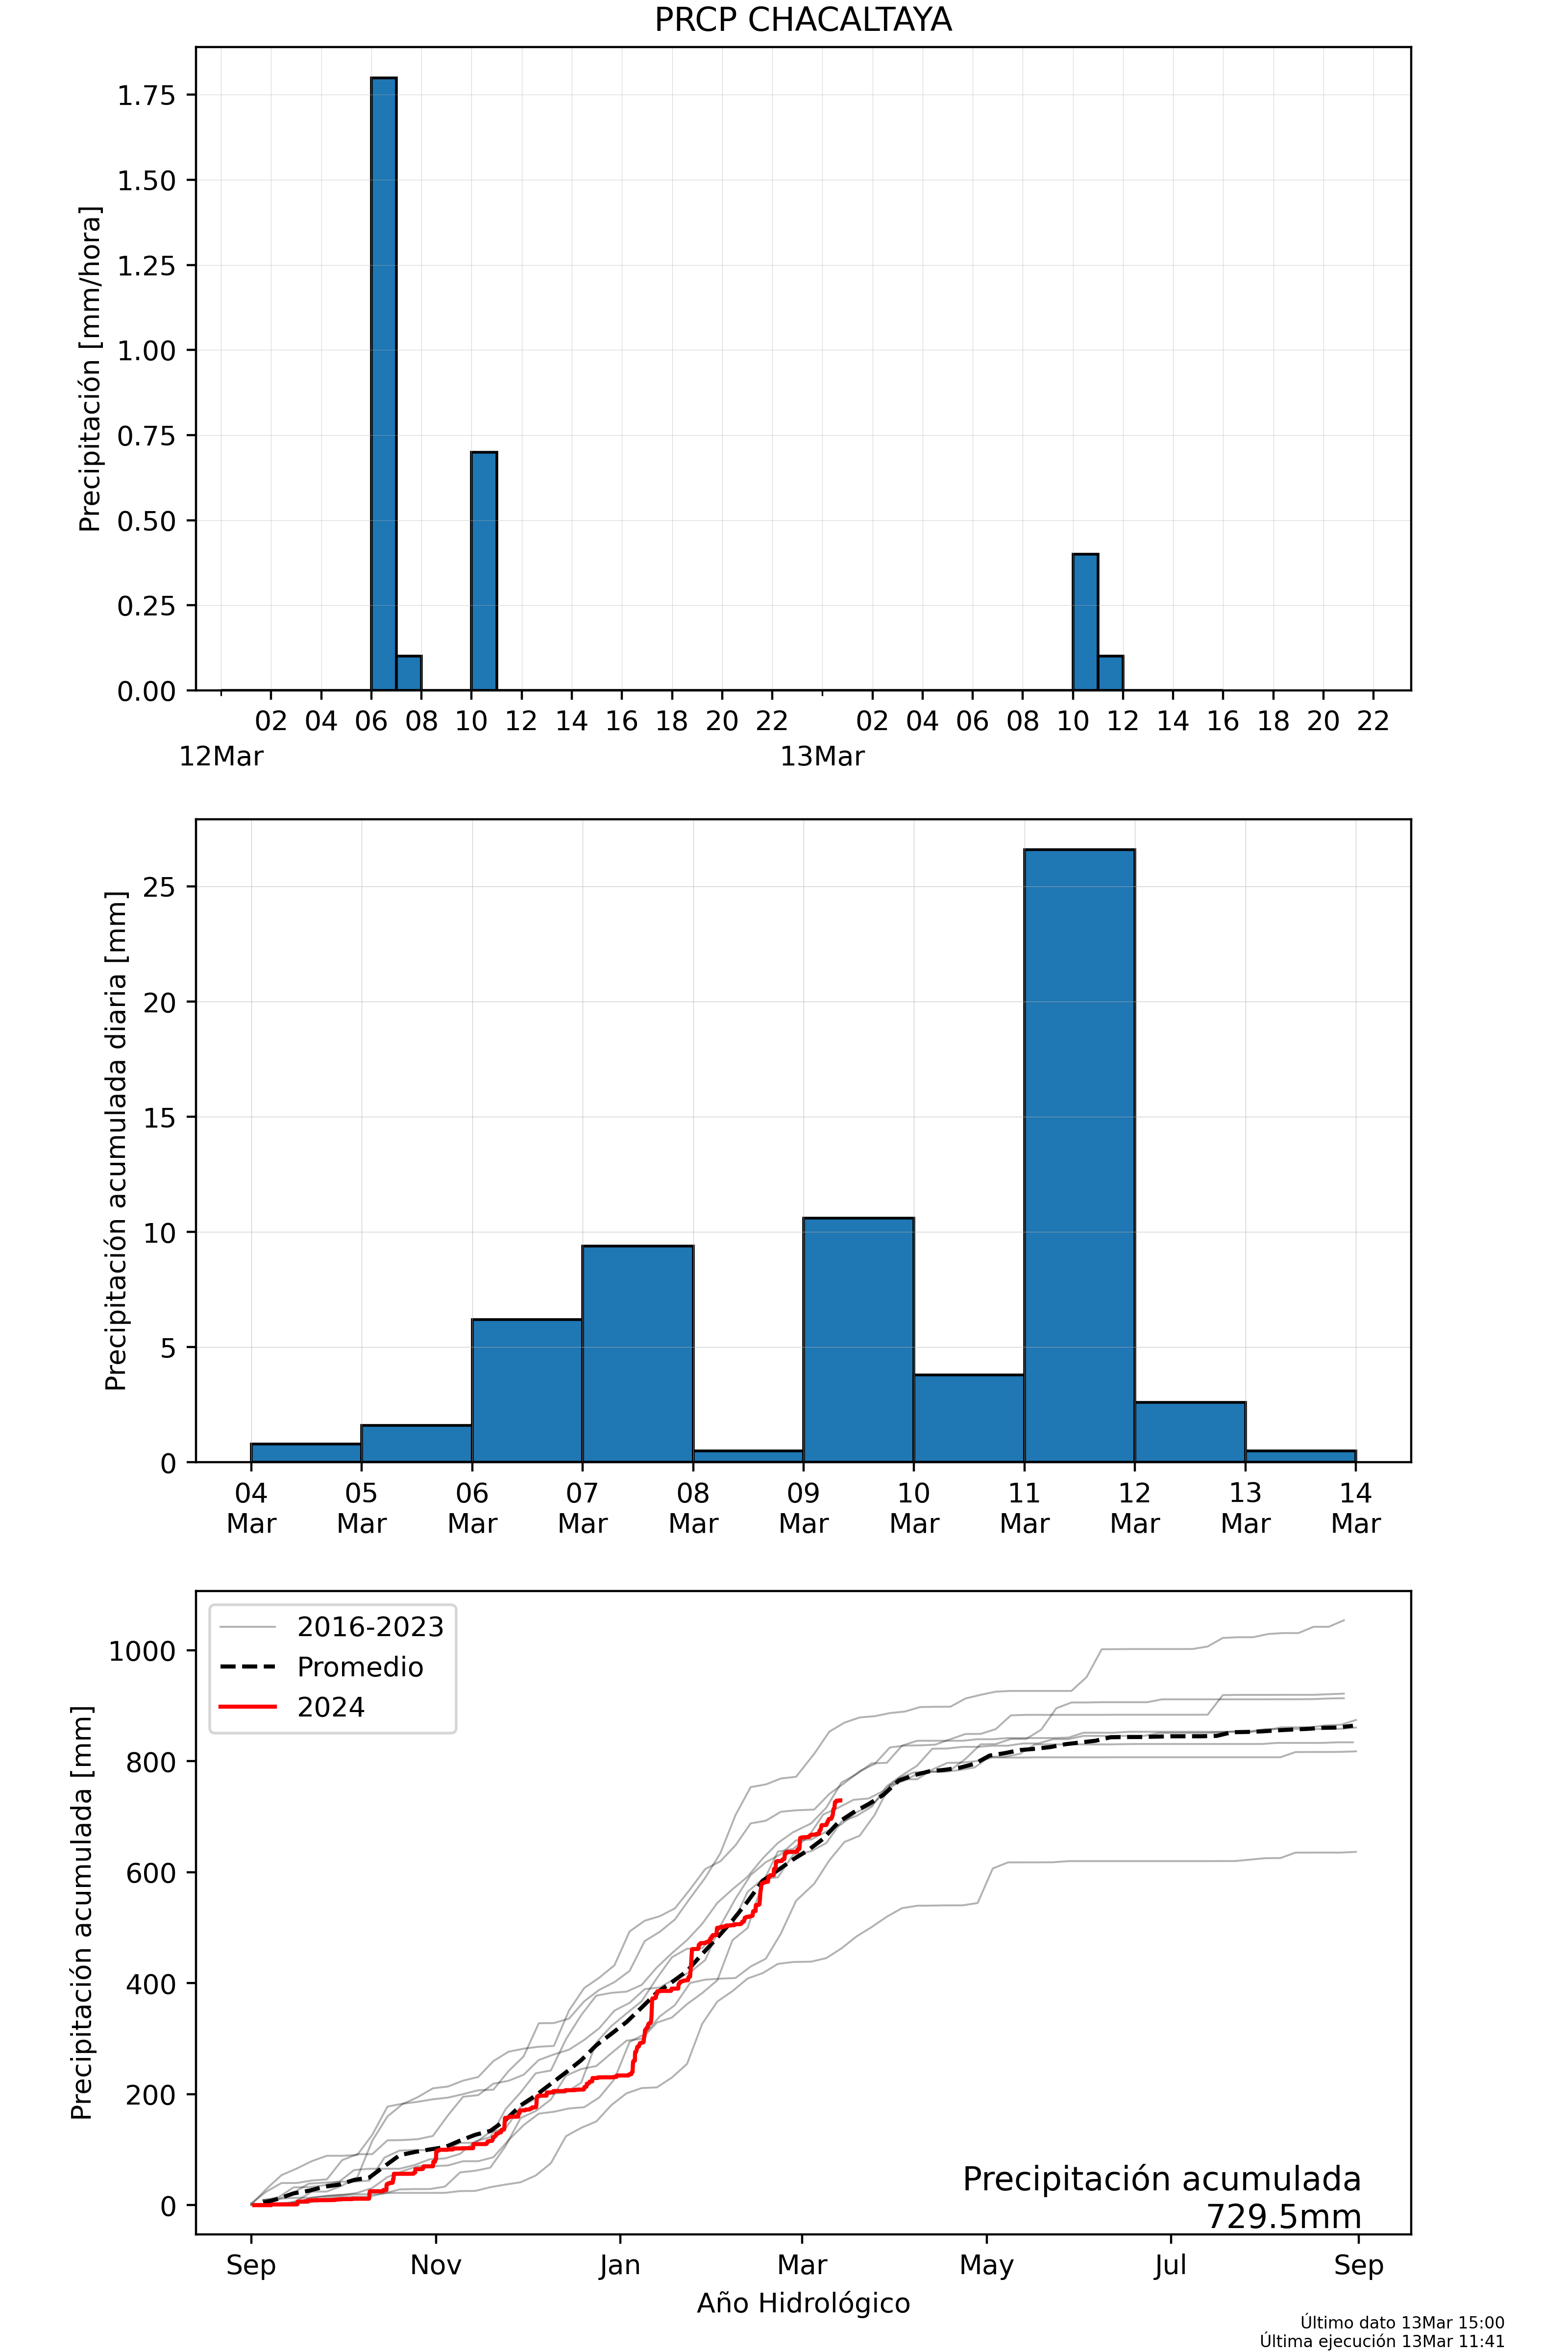 PRCP CHACALTAYA
Precipitación [mm/hora]
1.75
1.50
1.25
1.00
0.75
0.50
0.25
0.00
02 04 06 08 10 12 14 16 18 20 22 02 04 06 08 10 12 14 16 18 20 22
12Mar 13Mar
Precipitación acumulada diaria [mm]
25
20
15
10
5
0
04 05 06 07 08 09 10 11 12 13 14
Mar Mar Mar Mar Mar Mar Mar Mar Mar Mar Mar
Precipitación acumulada [mm]
1000
800
600
400
200
0
2016-2023
Promedio
2024
Precipitación acumulada
729.5mm
Sep Nov Jan Mar May Jul Sep
Año Hidrológico
Último dato 13Mar 15:00
Última ejecución 13Mar 11:41